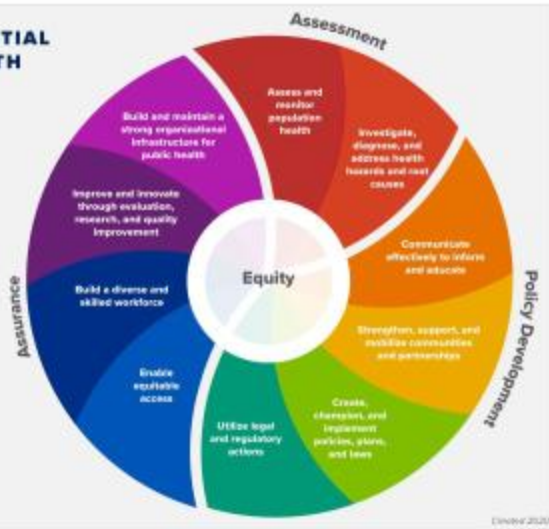 TIAL
TH
Assessment
Assess and
monitor
population
health
Investigate,
diagnose, and
address health
hazards and root
causes
Communicate
effectively to inform
and educate
Strengthen, support, and
mobilize communities
and partnerships
Policy Development
Create,
champion, and
implement
policies, plans,
and laws
Utilize legal
and regulatory
actions
Assurance
Enable
equitable
access
Build a diverse and
skilled workforce
Improve and innovate
through evaluation,
research, and quality
improvement
Build and maintain a
strong organizational
infrastructure for
public health
Equity
Created 2020